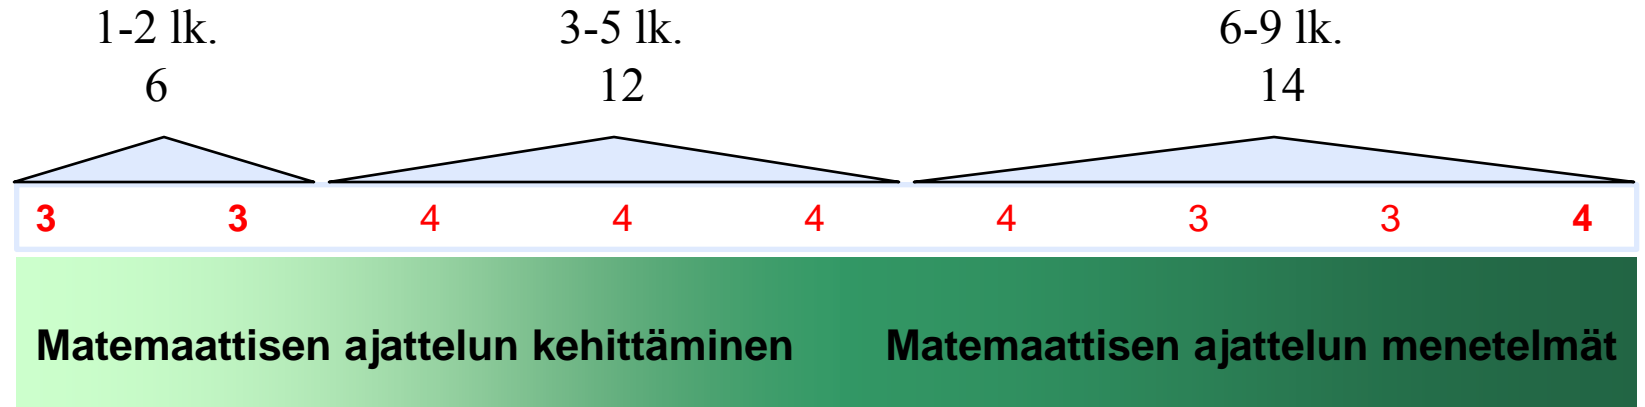 1-2 lk. 3-5 lk. 6-9 lk.
6 12 14
3 3 4 4 4 4 3 3 4
Matemaattisen ajattelun kehittäminen Matemaattisen ajattelun menetelmät